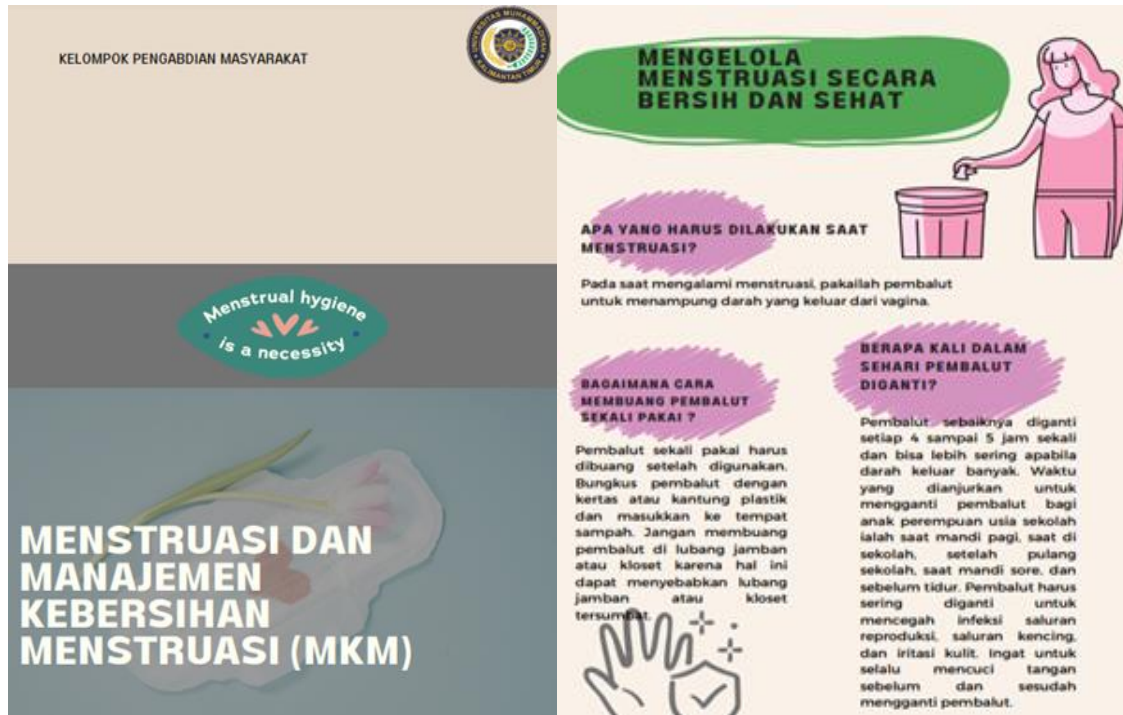 KELOMPOK PENGABDIAN MASYARAKAT
UNIVERSITAS MUHAMMADIYAH
KALIMANTAN TIMUR
Menstrual hygiene
is a necessity
MENSTRUASI DAN
MANAJEMEN
KEBERSIHAN
MENSTRUASI (MKM)
MENGELOLA
MENSTRUASI SECARA
BERSIH DAN SEHAT
APA YANG HARUS DILAKUKAN SAAT
MENSTRUASI?
Pada saat mengalami menstruasi, pakailah pembalut
untuk menampung darah yang keluar dari vagina.
BAGAIMANA CARA
MEMBUANG PEMBALUT
SEKALI PAKAI ?
Pembalut sekali pakai harus
dibuang setelah digunakan.
Bungkus pembalut dengan
kertas atau kantung plastik
dan masukkan ke tempat
sampah. Jangan membuang
pembalut di lubang jamban
atau kloset karena hal ini
dapat menyebabkan lubang
jamban atau kloset
tersumbat.
BERAPA KALI DALAM
SEHARI PEMBALUT
DIGANTI?
Pembalut sebaiknya diganti
setiap 4 sampai 5 jam sekali
dan bisa lebih sering apabila
darah keluar banyak. Waktu
yang dianjurkan untuk
mengganti pembalut bagi
anak perempuan usia sekolah
ialah saat mandi pagi, saat di
sekolah, setelah pulang
sekolah, saat mandi sore, dan
sebelum tidur. Pembalut harus
sering diganti untuk
mencegah infeksi saluran
reproduksi, saluran kencing,
dan iritasi kulit. Ingat untuk
selalu mencuci tangan
sebelum dan sesudah
mengganti pembalut.